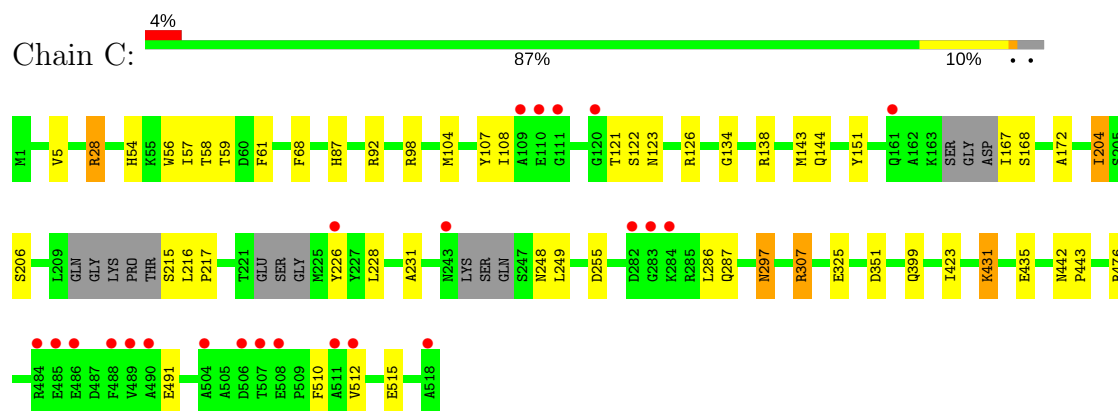 4%
Chain C:
87% 10% • •
M1 V5 R28 H54 K55 W56 I57 T58 T59 D60 F61 F68 H87 R92 R98 M104 Y107 I108 A109 E110 G111 G120 T121 S122 N123 R126 G134 R138 M143 Q144 Y151 Q161 A162 K163 SER GLY ASP I167 S168 A172 I204 S205
S206 L209 GLN GLY LYS PRO THR S215 L216 P217 T221 GLU SER GLY M225 Y226 Y227 L228 A231 N243 LYS SER GLN S247 N248 L249 D255 D282 G283 K284 R285 L286 Q287 N297 R307 E325 D351 Q399 I423 K431 E435 N442 P443
R484 E485 E486 D487 F488 V489 A490 E491 A504 A505 D506 T507 E508 P509 F510 A511 V512 E515 A518